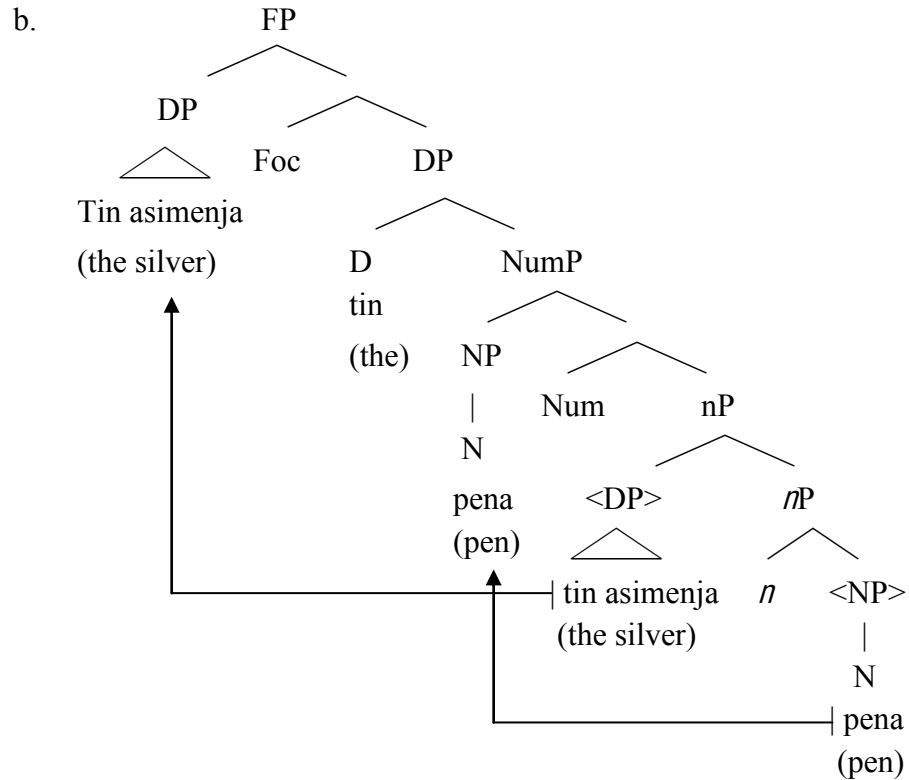 b. FP
DP
Foc DP
Tin asimenja
(the silver) D NumP
tin
(the) NP
| Num nP
N
pena <DP> nP
(pen)
tin asimenja n <NP>
(the silver) |
N
pena
(pen)